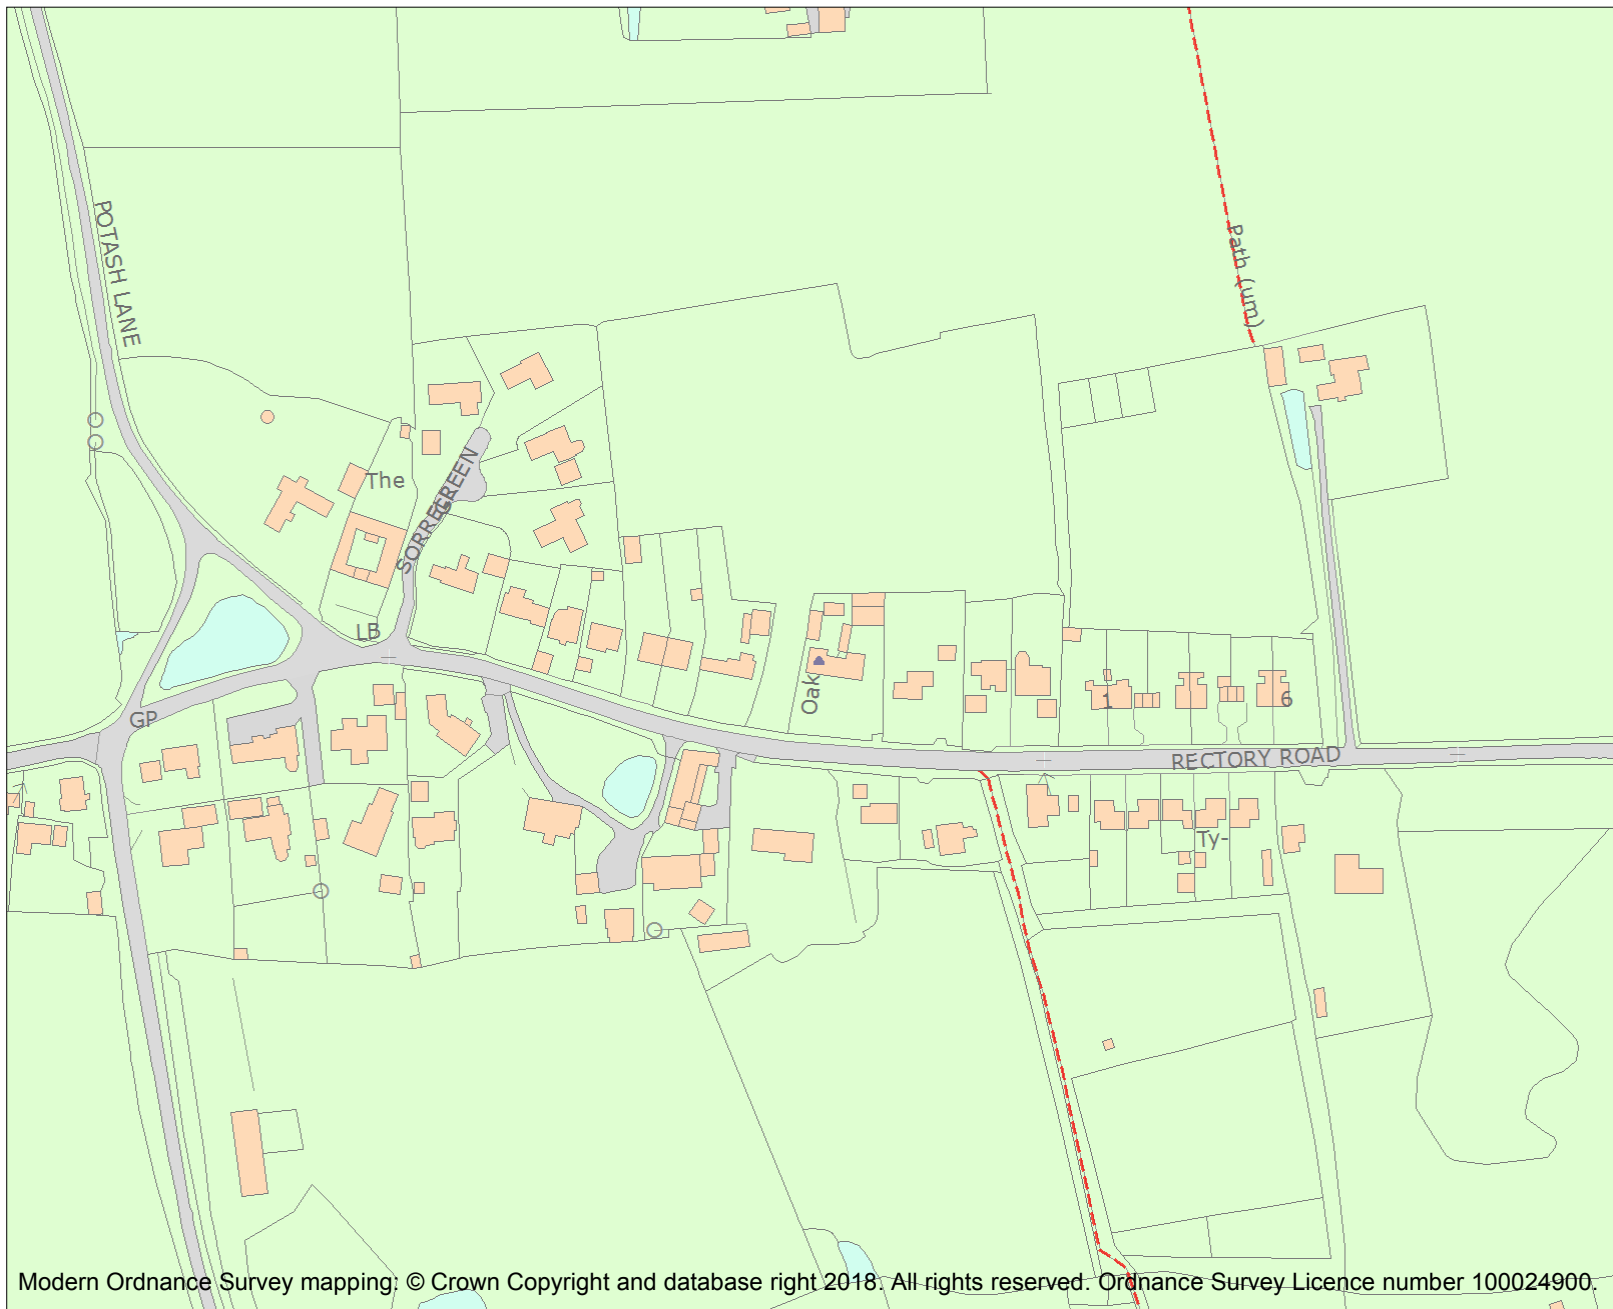 POTASH LANE
Path (um)
The
SORREL
GREEN
LB
Oak
GP
1
6
RECTORY ROAD
Ty-
Modern Ordnance Survey mapping: © Crown Copyright and database right 2018. All rights reserved. Ordnance Survey Licence number 100024900.